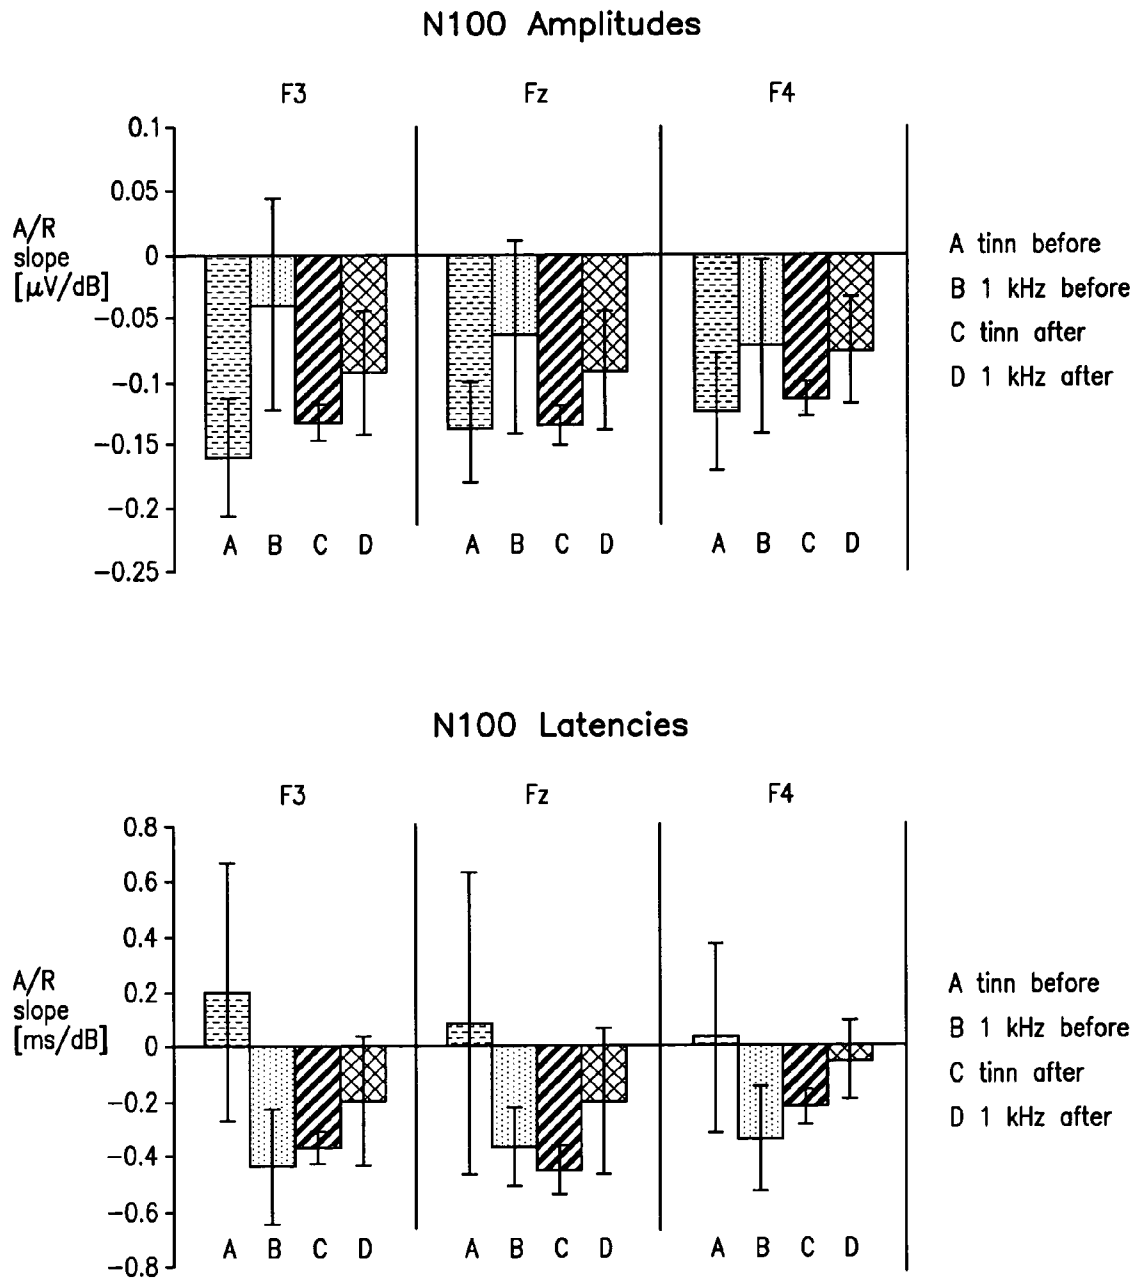 N100 Amplitudes
F3 Fz F4
0.1
0.05
0
−0.05
−0.1
−0.15
−0.2
−0.25
A/R
slope
[μV/dB]
A B C D A B C D A B C D
A tinn before
B 1 kHz before
C tinn after
D 1 kHz after
N100 Latencies
F3 Fz F4
0.8
0.6
0.4
0.2
0
−0.2
−0.4
−0.6
−0.8
A/R
slope
[ms/dB]
A B C D A B C D A B C D
A tinn before
B 1 kHz before
C tinn after
D 1 kHz after